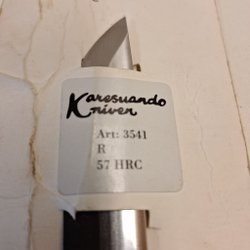 Karesuando
Kniven
Art: 3541
R
57 HRC